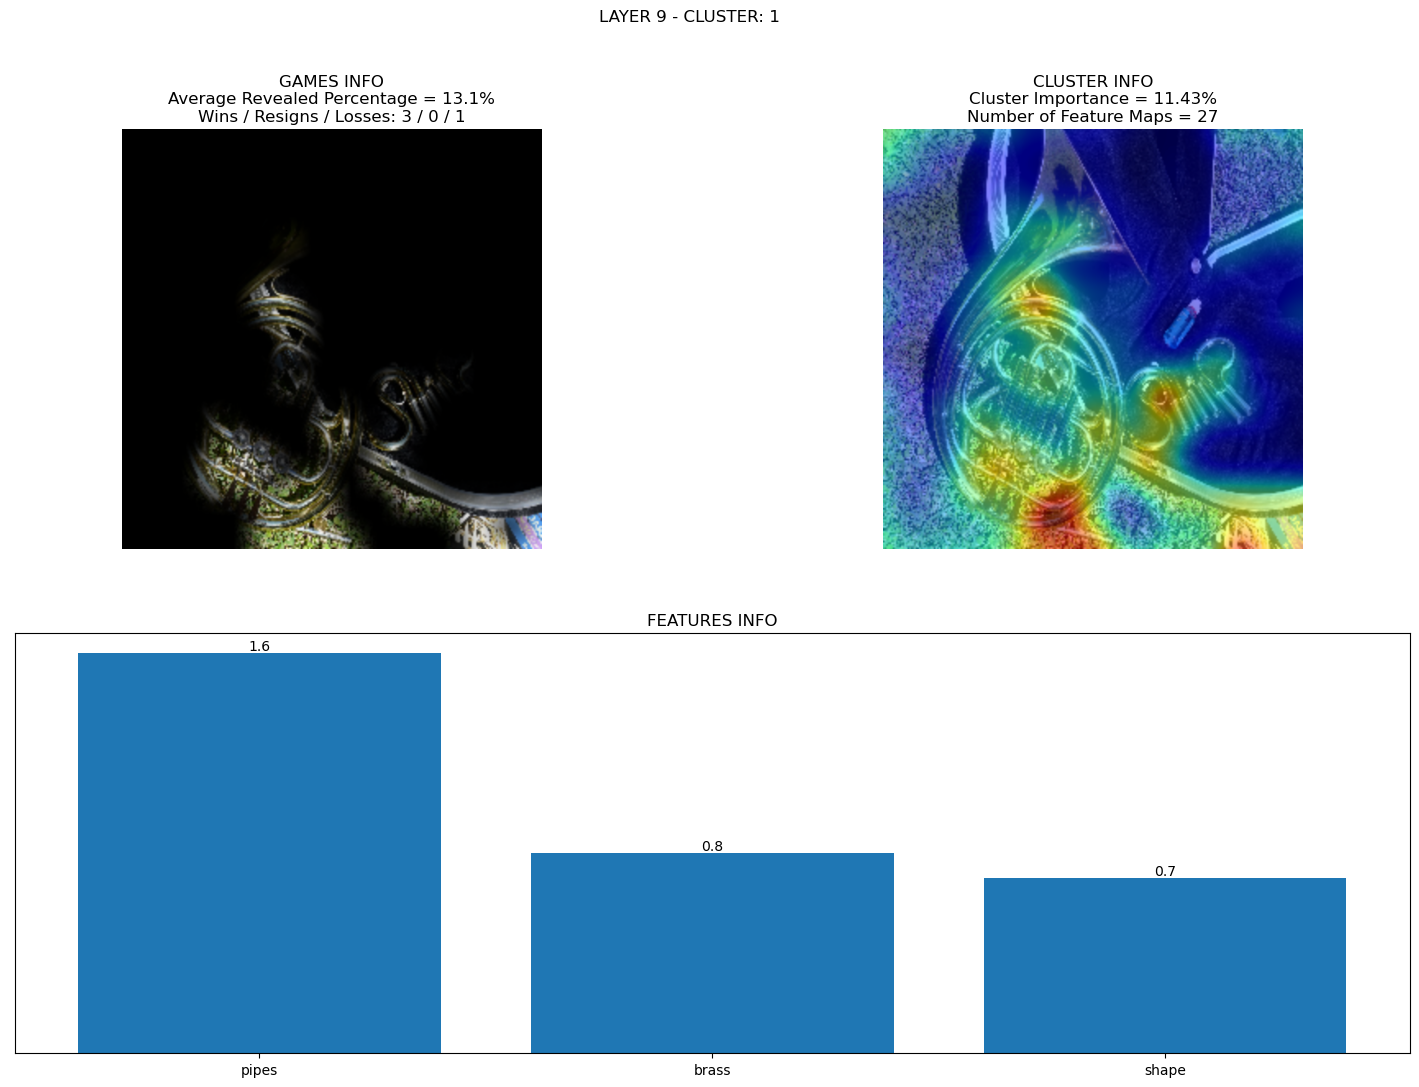 LAYER 9 - CLUSTER: 1
GAMES INFO
Average Revealed Percentage = 13.1%
Wins / Resigns / Losses: 3 / 0 / 1
CLUSTER INFO
Cluster Importance = 11.43%
Number of Feature Maps = 27
FEATURES INFO
1.6
0.8
0.7
pipes
brass
shape